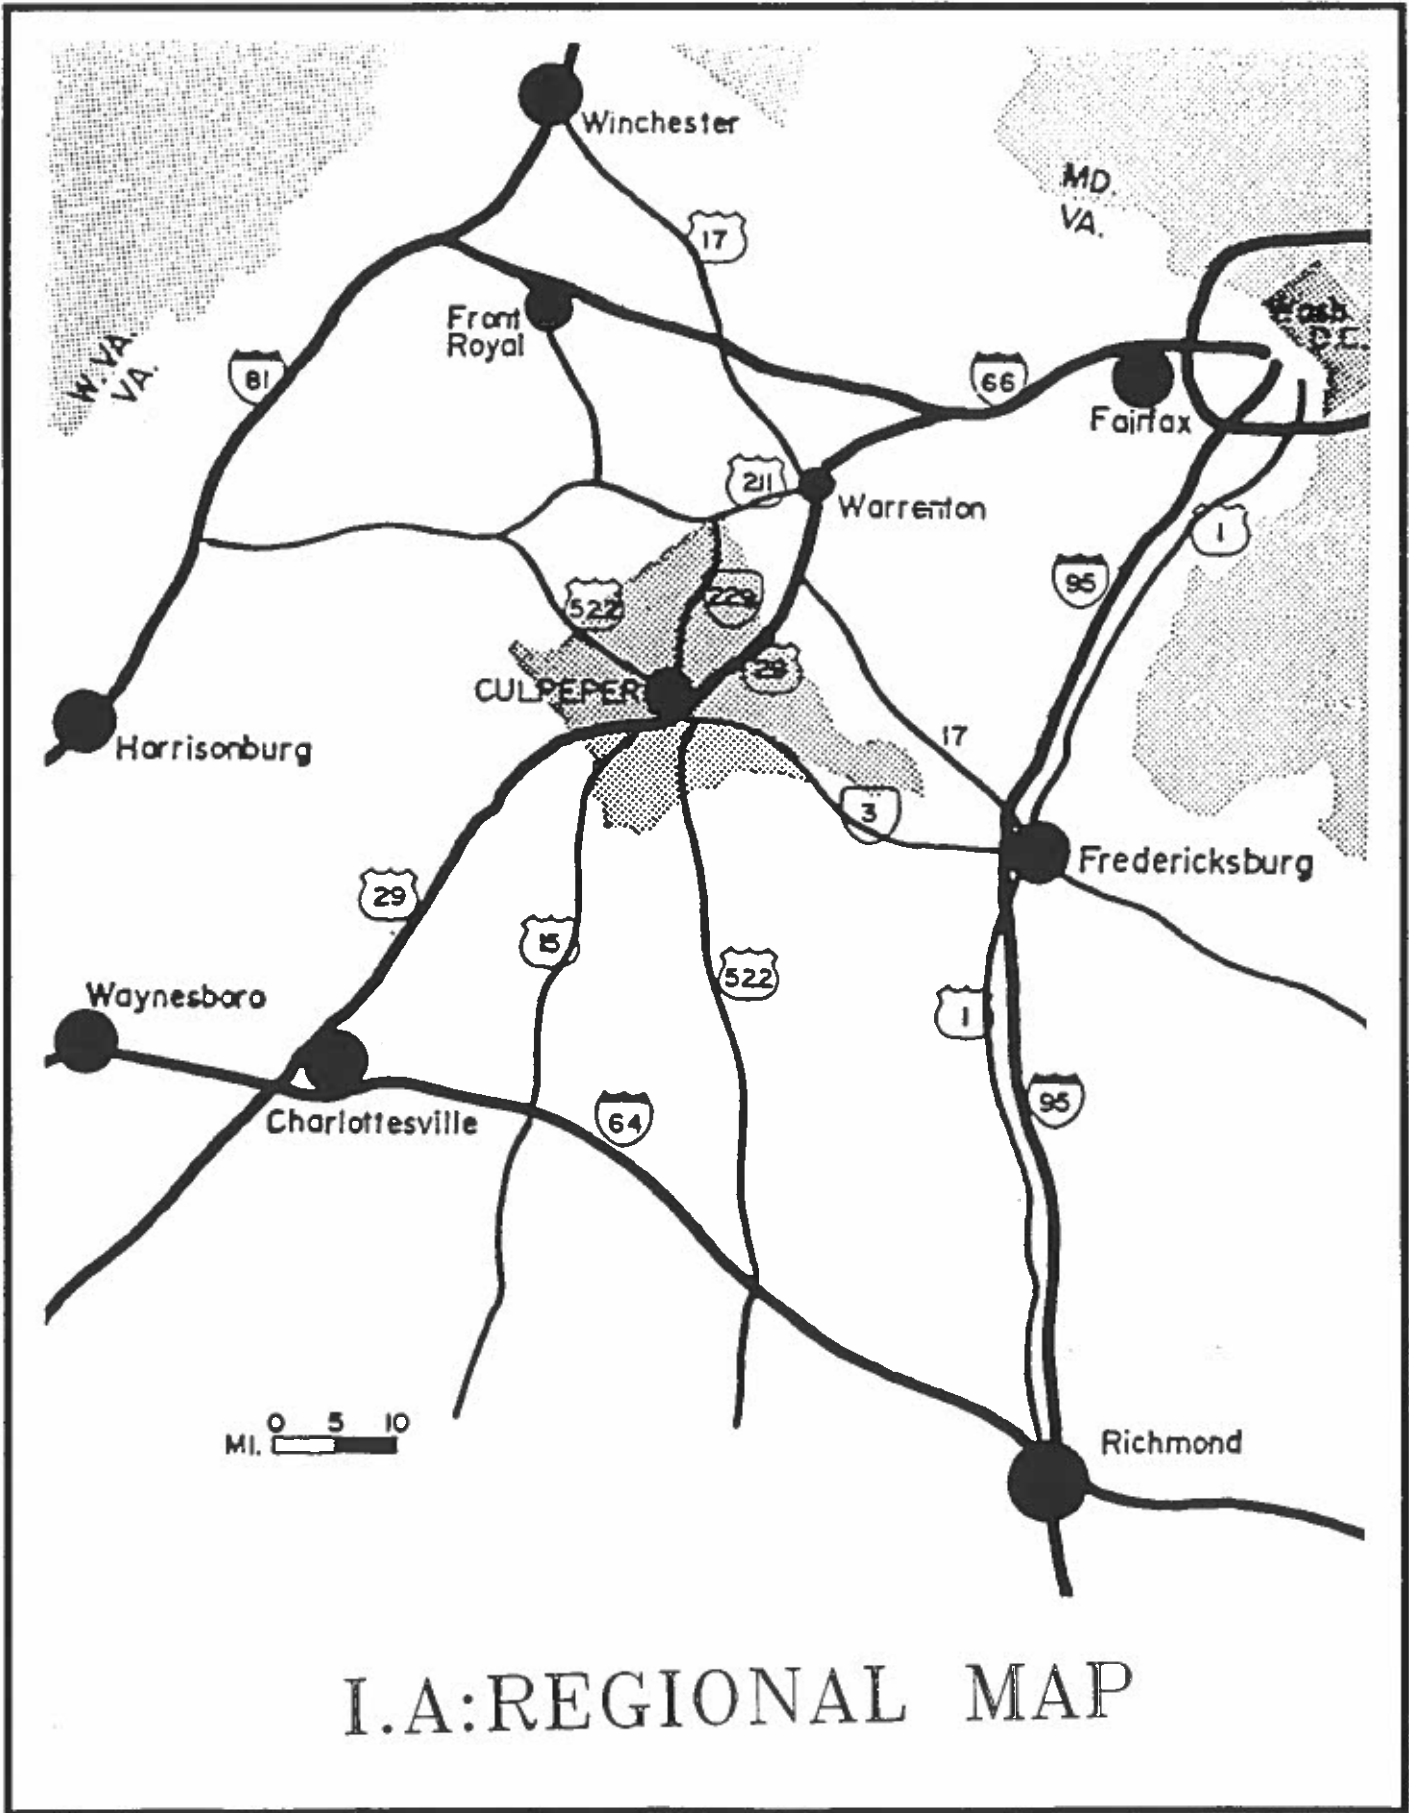 Winchester
17
MD.
VA.
Wash.
D.C.
Front
Royal
W. VA.
VA.
81
66
Fairfax
211
Warrenton
1
95
522
229
29
CULPEPER
Harrisonburg
17
3
Fredericksburg
29
15
522
Waynesboro
1
95
Charlottesville
64
0 5 10
MI.
Richmond
I.A:REGIONAL MAP